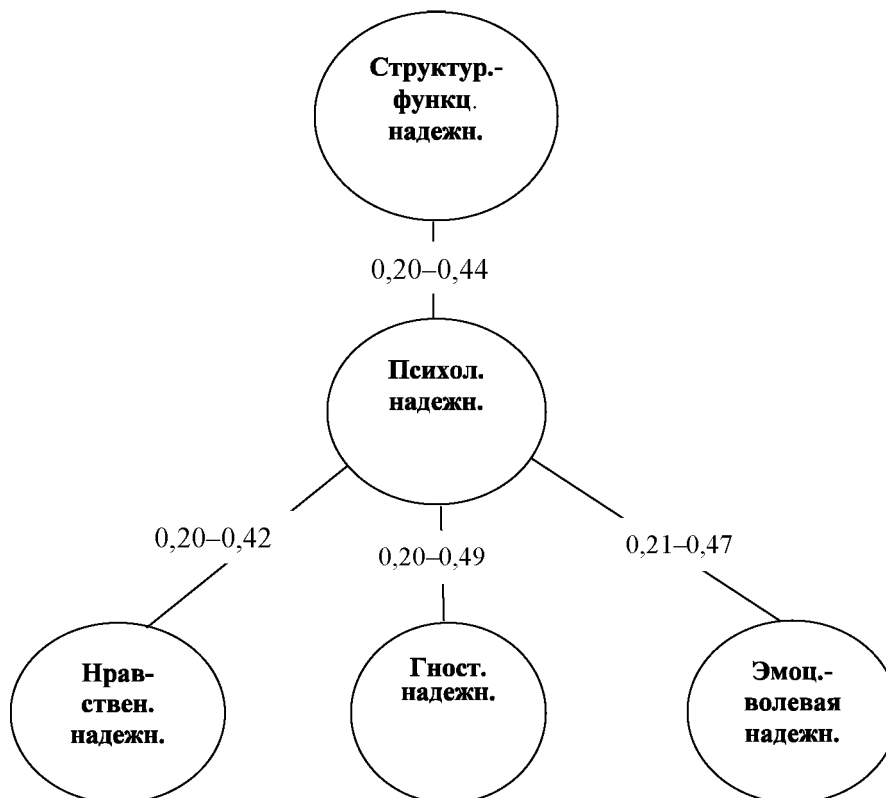 Структур.-
функц.
надежн.
0,20–0,44
Психол.
надежн.
0,20–0,42
0,20–0,49
0,21–0,47
Нрав-
ствен.
надежн.
Гност.
надежн.
Эмоц.-
волевая
надежн.